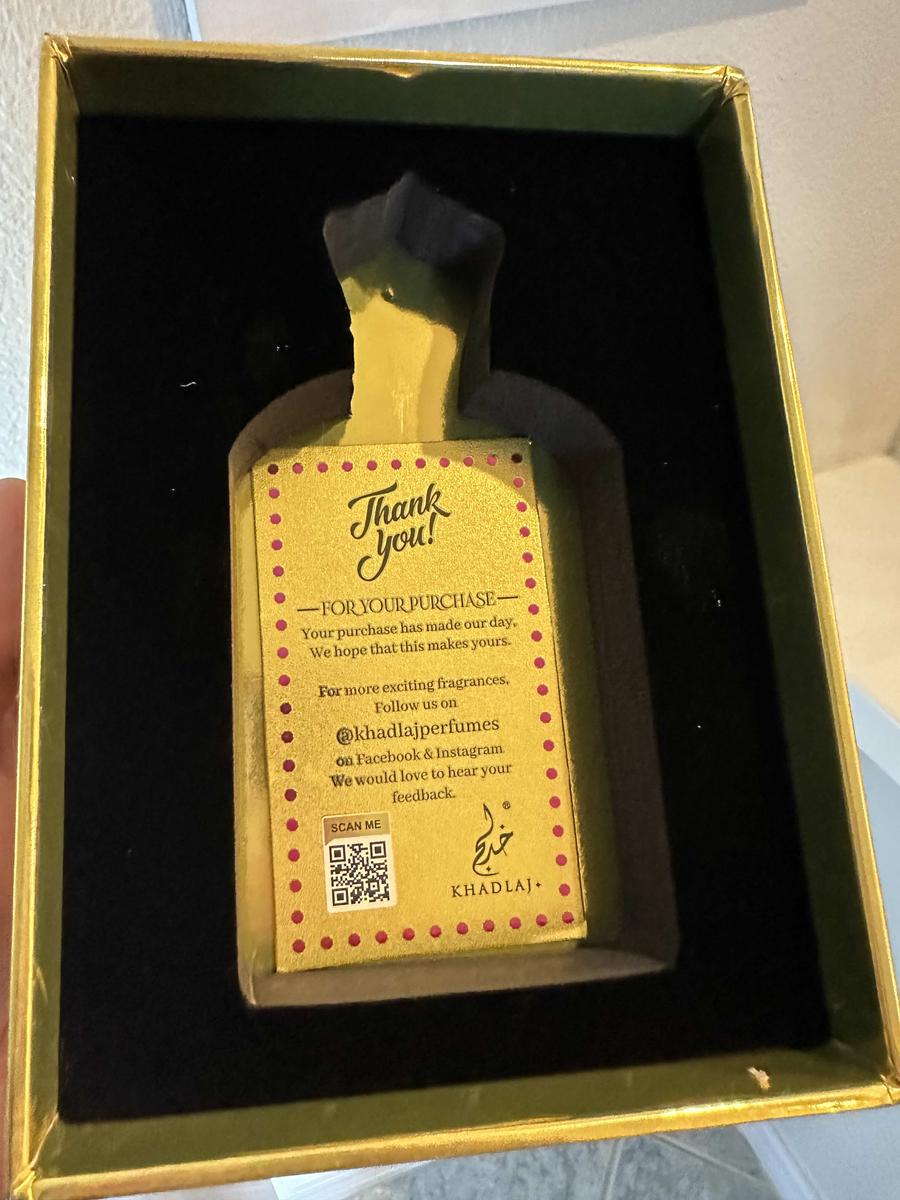 Thank
you!
FOR YOUR PURCHASE
Your purchase has made our day,
We hope that this makes yours.
For more exciting fragrances,
Follow us on
@khadlajperfumes
on Facebook & Instagram
We would love to hear your
feedback.
SCAN ME
®
خدلج
KHADLAJ